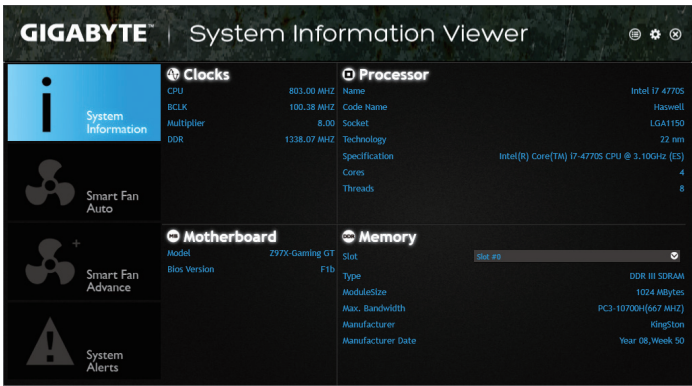 GIGABYTE™ | System Information Viewer
System
Information
Smart Fan
Auto
Smart Fan
Advance
System
Alerts
Clocks
CPU 803.00 MHZ
BCLK 100.38 MHZ
Multiplier 8.00
DDR 1338.07 MHZ
Processor
Name Intel i7 4770S
Code Name Haswell
Socket LGA1150
Technology 22 nm
Specification Intel(R) Core(TM) i7-4770S CPU @ 3.10GHz (ES)
Cores 4
Threads 8
MB Motherboard
Model Z97X-Gaming GT
Bios Version F1b
DDR Memory
Slot Slot #0
Type DDR III SDRAM
ModuleSize 1024 MBytes
Max. Bandwidth PC3-10700H(667 MHZ)
Manufacturer KingSton
Manufacturer Date Year 08,Week 50